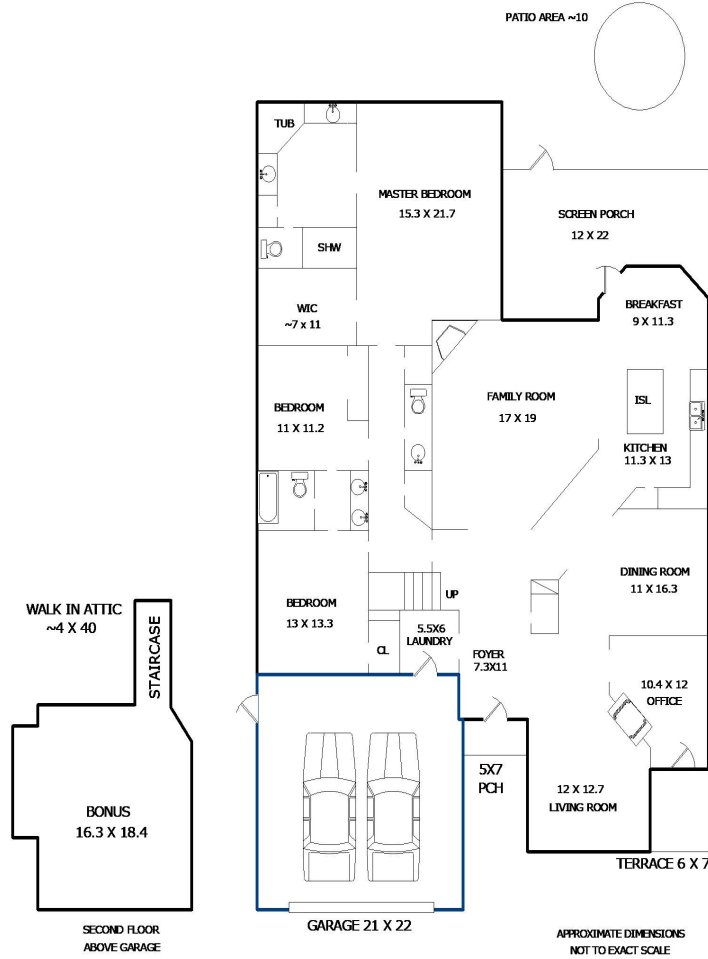 PATIO AREA ~10
TUB
MASTER BEDROOM
15.3 X 21.7
SCREEN PORCH
12 X 22
SHW
WIC
~7 x 11
BREAKFAST
9 X 11.3
BEDROOM
11 X 11.2
FAMILY ROOM
17 X 19
ISL
KITCHEN
11.3 X 13
DINING ROOM
11 X 16.3
WALK IN ATTIC
~4 X 40
STAIRCASE
BEDROOM
13 X 13.3
UP
5.5X6
LAUNDRY
CL
FOYER
7.3X11
10.4 X 12
OFFICE
5X7
PCH
12 X 12.7
LIVING ROOM
BONUS
16.3 X 18.4
TERRACE 6 X 7
GARAGE 21 X 22
SECOND FLOOR
ABOVE GARAGE
APPROXIMATE DIMENSIONS
NOT TO EXACT SCALE